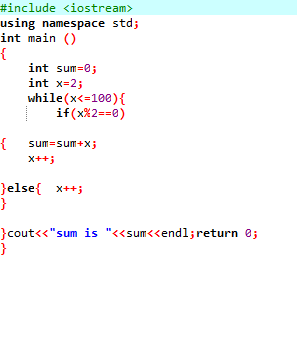 #include <iostream>
using namespace std;
int main ()
{
    int sum=0;
    int x=2;
    while(x<=100){
        if(x%2==0)
{   sum=sum+x;
    x++;
}else{  x++;
}
}cout<<"sum is "<<sum<<endl;return 0;
}